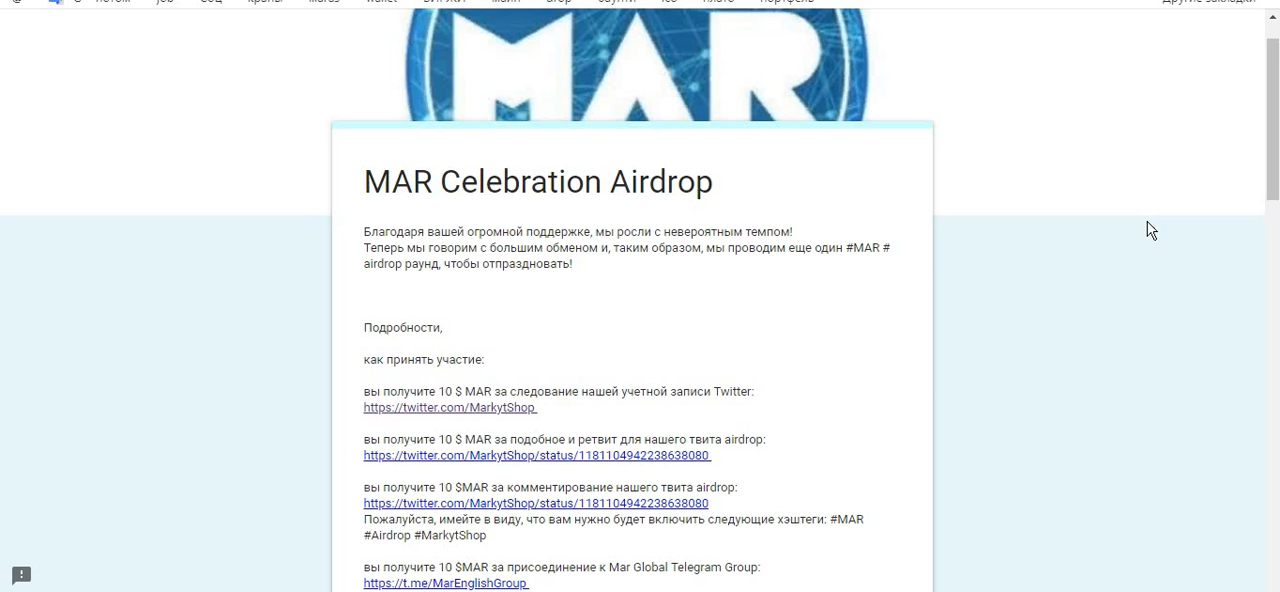 MAR
MAR Celebration Airdrop
Благодаря вашей огромной поддержке, мы росли с невероятным темпом!
Теперь мы говорим с большим обменом и, таким образом, мы проводим еще один #MAR #
airdrop раунд, чтобы отпраздновать!
Подробности,
как принять участие:
вы получите 10 $ MAR за следование нашей учетной записи Twitter:
https://twitter.com/MarkytShop
вы получите 10 $ MAR за подобное и ретвит для нашего твита airdrop:
https://twitter.com/MarkytShop/status/1181104942238638080
вы получите 10 $MAR за комментирование нашего твита airdrop:
https://twitter.com/MarkytShop/status/1181104942238638080
Пожалуйста, имейте в виду, что вам нужно будет включить следующие хэштеги: #MAR
#Airdrop #MarkytShop
вы получите 10 $MAR за присоединение к Mar Global Telegram Group:
https://t.me/MarEnglishGroup